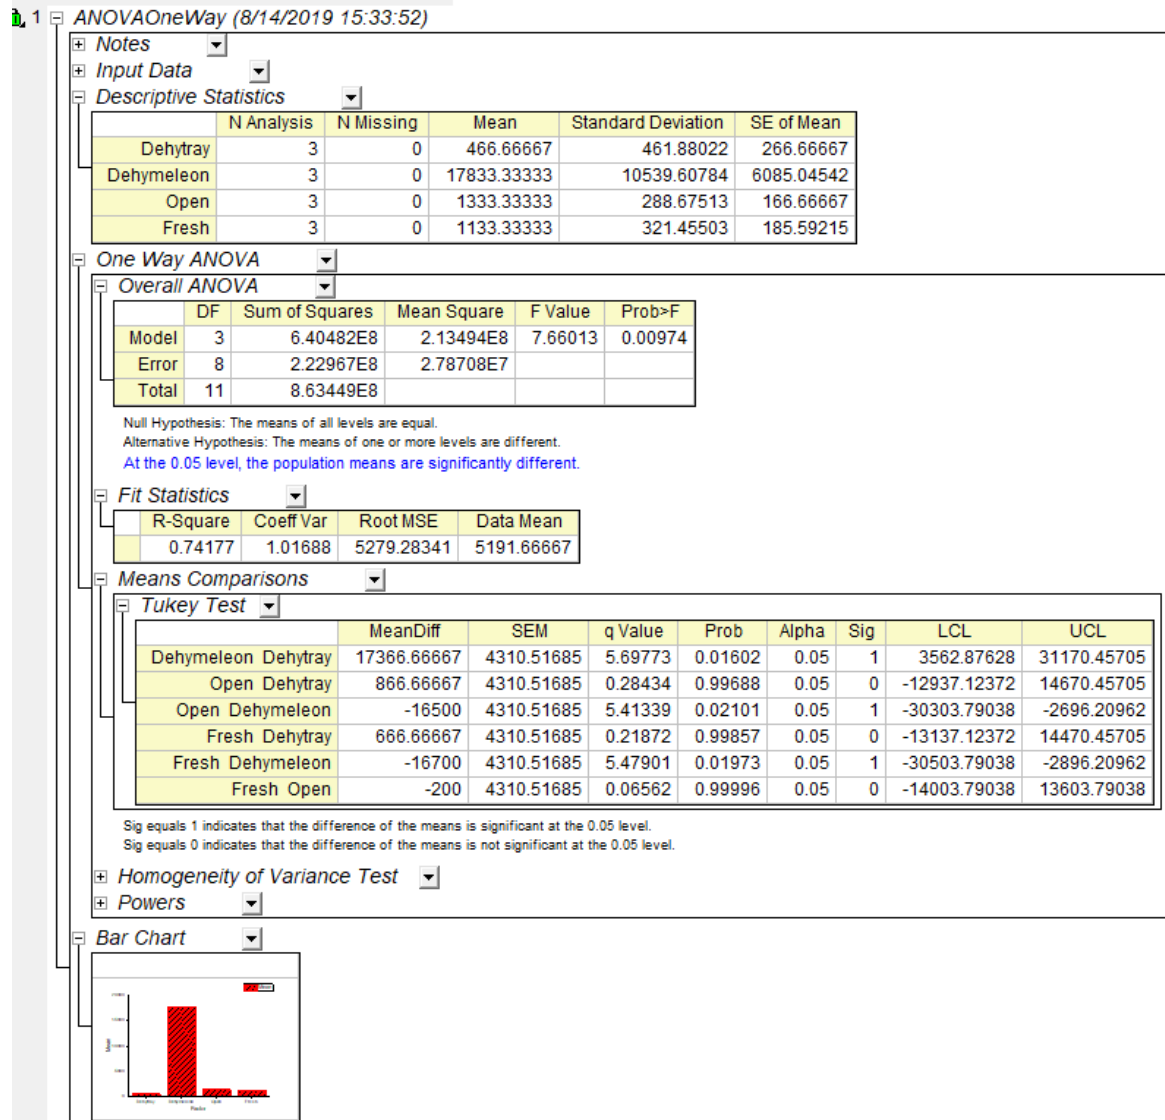 1 ANOVAOneWay (8/14/2019 15:33:52)
Notes
Input Data
Descriptive Statistics
N Analysis N Missing Mean Standard Deviation SE of Mean
Dehytray 3 0 466.66667 461.88022 266.66667
Dehymeleon 3 0 17833.33333 10539.60784 6085.04542
Open 3 0 1333.33333 288.67513 166.66667
Fresh 3 0 1133.33333 321.45503 185.59215
One Way ANOVA
Overall ANOVA
DF Sum of Squares Mean Square F Value Prob>F
Model 3 6.40482E8 2.13494E8 7.66013 0.00974
Error 8 2.22967E8 2.78708E7
Total 11 8.63449E8
Null Hypothesis: The means of all levels are equal.
Alternative Hypothesis: The means of one or more levels are different.
At the 0.05 level, the population means are significantly different.
Fit Statistics
R-Square Coeff Var Root MSE Data Mean
0.74177 1.01688 5279.28341 5191.66667
Means Comparisons
Tukey Test
MeanDiff SEM q Value Prob Alpha Sig LCL UCL
Dehymeleon Dehytray 17366.66667 4310.51685 5.69773 0.01602 0.05 1 3562.87628 31170.45705
Open Dehytray 866.66667 4310.51685 0.28434 0.99688 0.05 0 -12937.12372 14670.45705
Open Dehymeleon -16500 4310.51685 5.41339 0.02101 0.05 1 -30303.79038 -2696.20962
Fresh Dehytray 666.66667 4310.51685 0.21872 0.99857 0.05 0 -13137.12372 14470.45705
Fresh Dehymeleon -16700 4310.51685 5.47901 0.01973 0.05 1 -30503.79038 -2896.20962
Fresh Open -200 4310.51685 0.06562 0.99996 0.05 0 -14003.79038 13603.79038
Sig equals 1 indicates that the difference of the means is significant at the 0.05 level.
Sig equals 0 indicates that the difference of the means is not significant at the 0.05 level.
Homogeneity of Variance Test
Powers
Bar Chart
Mean